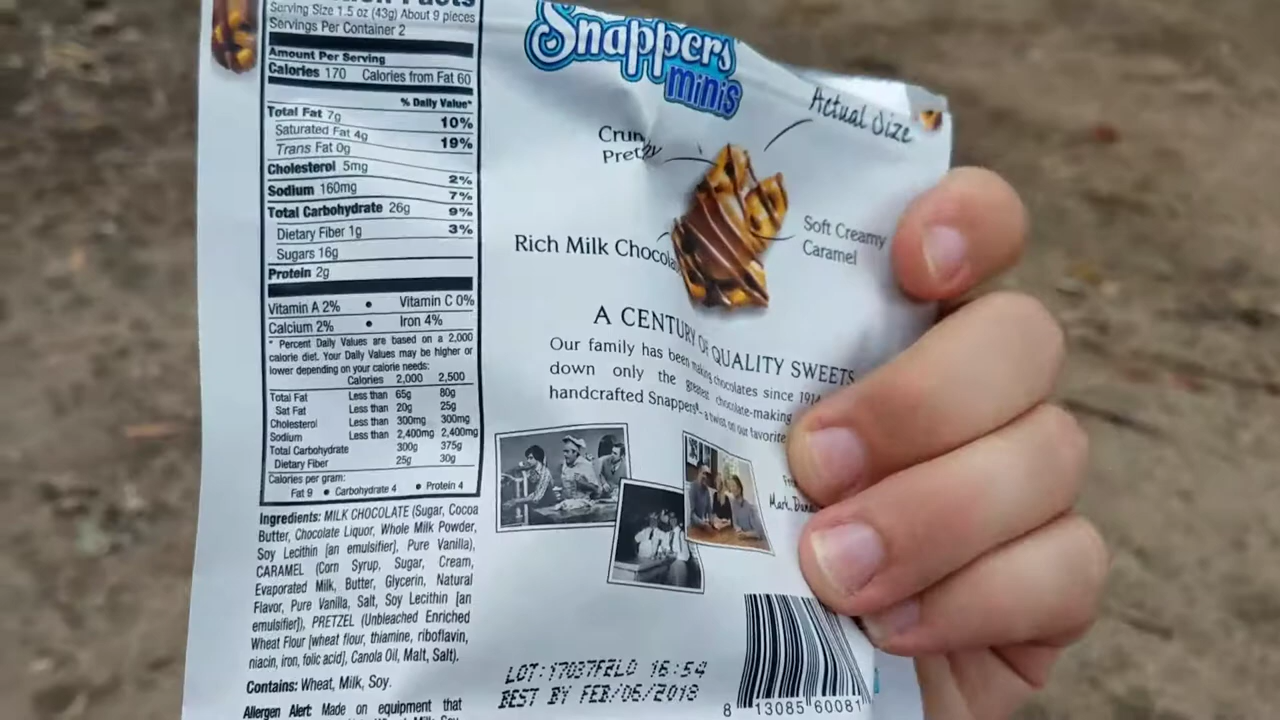 Serving Size 1.5 oz (43g) About 9 pieces
Servings Per Container 2
Amount Per Serving
Calories 170 Calories from Fat 60
% Daily Value*
Total Fat 7g 10%
Saturated Fat 4g 19%
Trans Fat 0g
Cholesterol 5mg 2%
Sodium 160mg 7%
Total Carbohydrate 26g 9%
Dietary Fiber 1g 3%
Sugars 16g
Protein 2g
Vitamin A 2% • Vitamin C 0%
Calcium 2% • Iron 4%
* Percent Daily Values are based on a 2,000
calorie diet. Your Daily Values may be higher or
lower depending on your calorie needs:
Calories 2,000 2,500
Total Fat Less than 65g 80g
Sat Fat Less than 20g 25g
Cholesterol Less than 300mg 300mg
Sodium Less than 2,400mg 2,400mg
Total Carbohydrate 300g 375g
Dietary Fiber 25g 30g
Calories per gram:
Fat 9 • Carbohydrate 4 • Protein 4
Ingredients: MILK CHOCOLATE (Sugar, Cocoa
Butter, Chocolate Liquor, Whole Milk Powder,
Soy Lecithin [an emulsifier], Pure Vanilla),
CARAMEL (Corn Syrup, Sugar, Cream,
Evaporated Milk, Butter, Glycerin, Natural
Flavor, Pure Vanilla, Salt, Soy Lecithin [an
emulsifier]), PRETZEL (Unbleached Enriched
Wheat Flour [wheat flour, thiamine, riboflavin,
niacin, iron, folic acid], Canola Oil, Malt, Salt).
Contains: Wheat, Milk, Soy.
Allergen Alert: Made on equipment that
Snappers
minis
Actual Size
Soft Creamy
Caramel
Rich Milk
A CENTURY OF QUALITY SWEETS
Our family has been making chocolates since 1914
down only the greatest chocolate-making
handcrafted Snappers®-a twist on our favorite
Mark,
LOT:17037FZLD 16:54
BEST BY FEB/06/2018
8 13085 60081